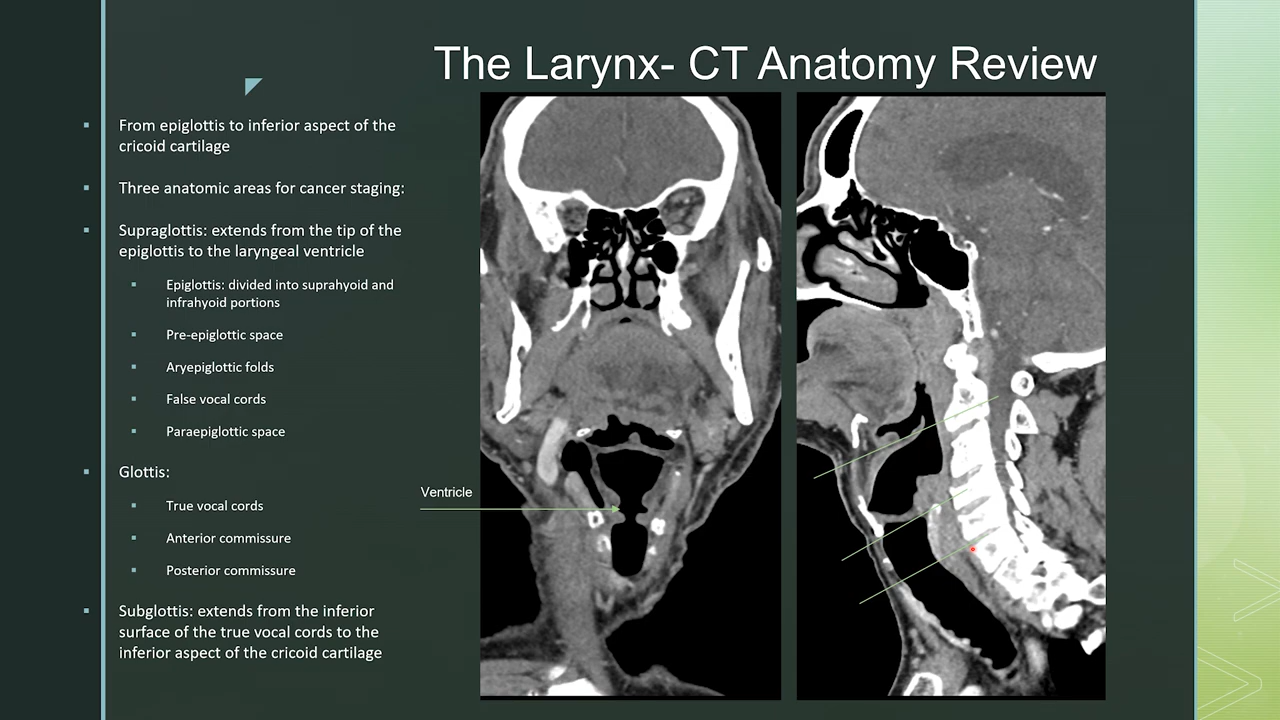 The Larynx- CT Anatomy Review
From epiglottis to inferior aspect of the
cricoid cartilage
Three anatomic areas for cancer staging:
Supraglottis: extends from the tip of the
epiglottis to the laryngeal ventricle
Epiglottis: divided into suprahyoid and
infrahyoid portions
Pre-epiglottic space
Aryepiglottic folds
False vocal cords
Paraepiglottic space
Glottis:
True vocal cords
Anterior commissure
Posterior commissure
Subglottis: extends from the inferior
surface of the true vocal cords to the
inferior aspect of the cricoid cartilage
Ventricle